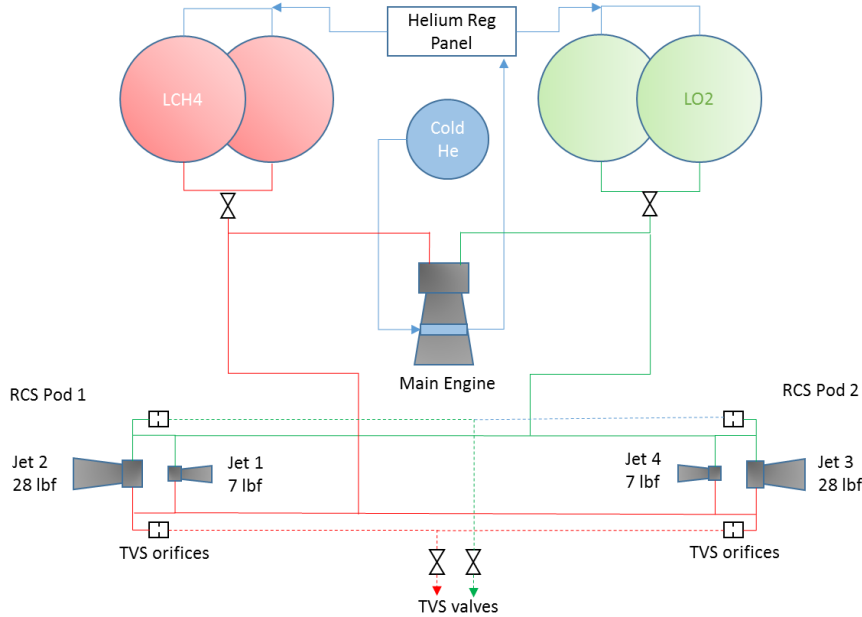 Helium Reg
Panel
LCH4
LO2
Cold
He
Main Engine
RCS Pod 1
RCS Pod 2
Jet 2
28 lbf
Jet 1
7 lbf
Jet 4
7 lbf
Jet 3
28 lbf
TVS orifices
TVS orifices
TVS valves